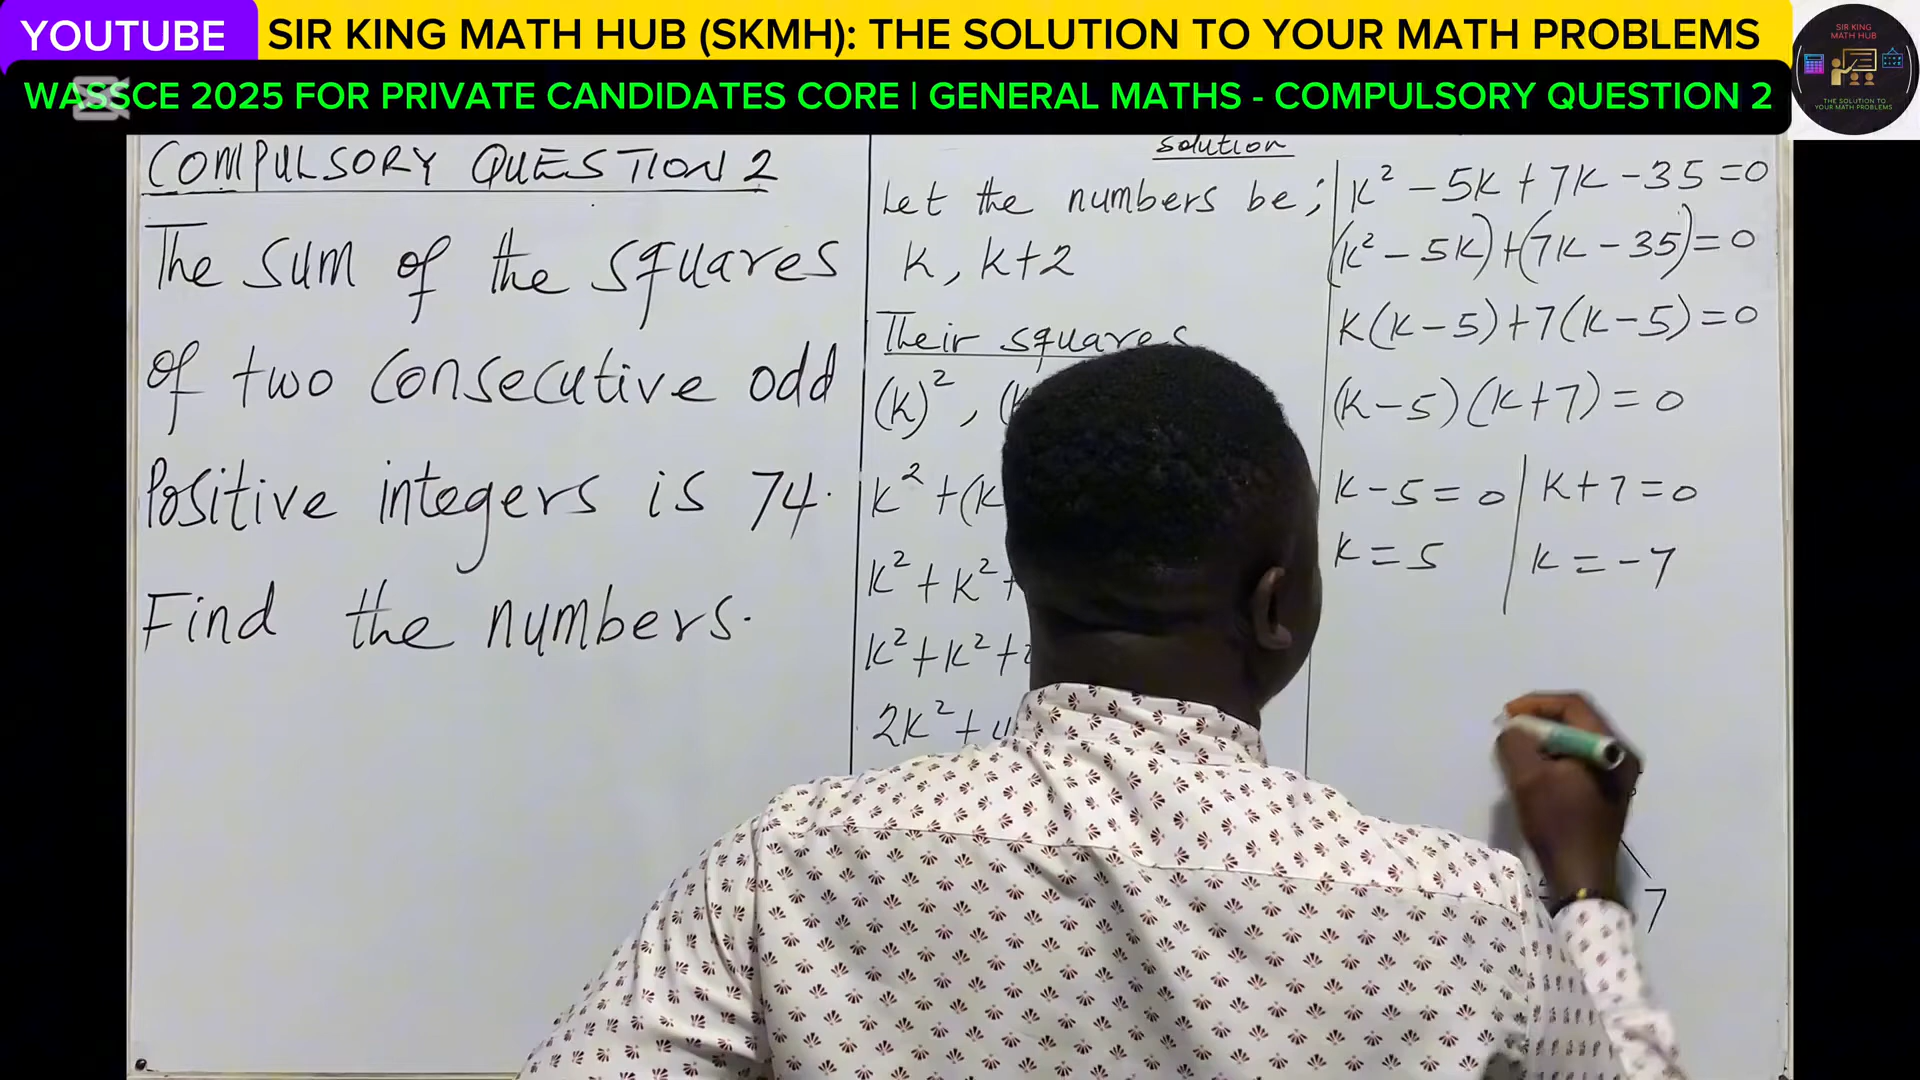 YOUTUBE
SIR KING MATH HUB (SKMH): THE SOLUTION TO YOUR MATH PROBLEMS
SIR KING
MATH HUB
THE SOLUTION TO
YOUR MATH PROBLEMS
WASSCE 2025 FOR PRIVATE CANDIDATES CORE | GENERAL MATHS - COMPULSORY QUESTION 2
COMPULSORY QUESTION 2
The sum of the squares
of two consecutive odd
Positive integers is 74.
Find the numbers.
solution
Let the numbers be;
k, k+2
Their squares
(k)², (k
k² + (k
k² + k² +
k² + k² + 2
2k² + 4
k² - 5k + 7k - 35 = 0
(k² - 5k) + (7k - 35) = 0
k(k - 5) + 7(k - 5) = 0
(k - 5)(k + 7) = 0
k - 5 = 0 | k + 7 = 0
k = 5 | k = -7
7